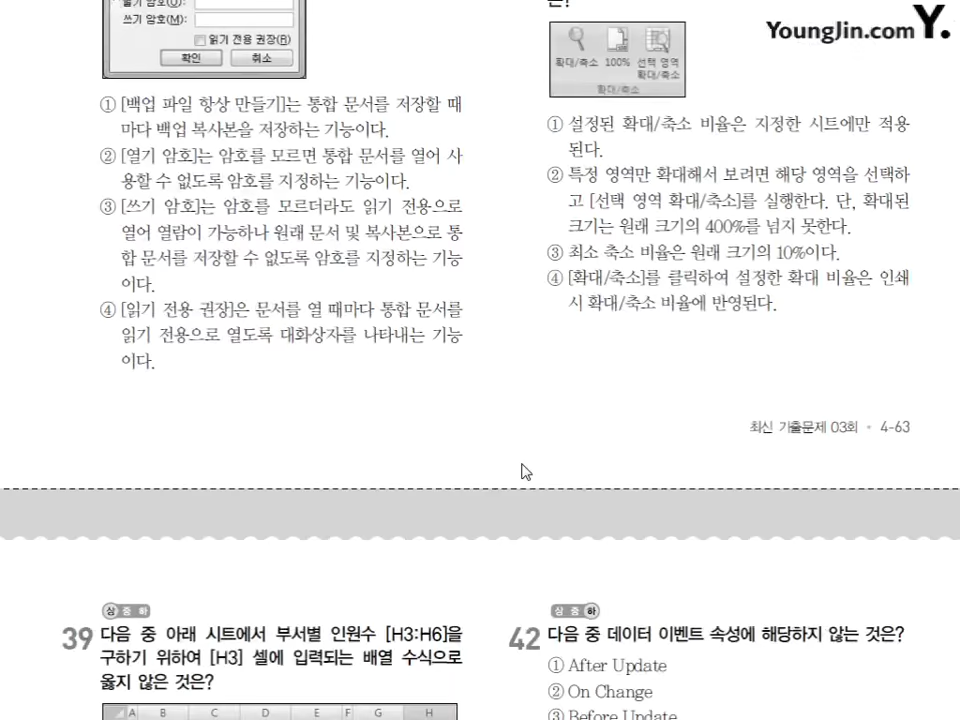 쓰기 암호(M):
읽기 전용 권장(R)
확인
취소
① [백업 파일 항상 만들기]는 통합 문서를 저장할 때
마다 백업 복사본을 저장하는 기능이다.
② [열기 암호]는 암호를 모르면 통합 문서를 열어 사
용할 수 없도록 암호를 지정하는 기능이다.
③ [쓰기 암호]는 암호를 모르더라도 읽기 전용으로
열어 열람이 가능하나 원래 문서 및 복사본으로 통
합 문서를 저장할 수 없도록 암호를 지정하는 기능
이다.
④ [읽기 전용 권장]은 문서를 열 때마다 통합 문서를
읽기 전용으로 열도록 대화상자를 나타내는 기능
이다.
YoungJin.com Y.
확대/축소 100% 선택 영역
확대/축소
확대/축소
① 설정된 확대/축소 비율은 지정한 시트에만 적용
된다.
② 특정 영역만 확대해서 보려면 해당 영역을 선택하
고 [선택 영역 확대/축소]를 실행한다. 단, 확대된
크기는 원래 크기의 400%를 넘지 못한다.
③ 최소 축소 비율은 원래 크기의 10%이다.
④ [확대/축소]를 클릭하여 설정한 확대 비율은 인쇄
시 확대/축소 비율에 반영된다.
최신 기출문제 03회 • 4-63
상 중 하
39 다음 중 아래 시트에서 부서별 인원수 [H3:H6]을
구하기 위하여 [H3] 셀에 입력되는 배열 수식으로
옳지 않은 것은?
A B C D E F G H
상 중 하
42 다음 중 데이터 이벤트 속성에 해당하지 않는 것은?
① After Update
② On Change
③ Before Update